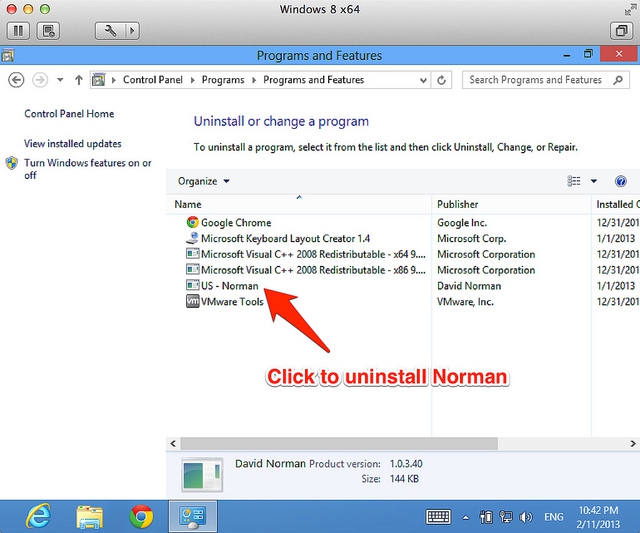 Windows 8 x64
Programs and Features
Control Panel Programs Programs and Features
Search Programs and Features
Control Panel Home
View installed updates
Turn Windows features on or
off
Uninstall or change a program
To uninstall a program, select it from the list and then click Uninstall, Change, or Repair.
Organize
Name Publisher Installed O
Google Chrome Google Inc. 12/31/201
Microsoft Keyboard Layout Creator 1.4 Microsoft Corp. 1/1/2013
Microsoft Visual C++ 2008 Redistributable - x64 9.... Microsoft Corporation 12/31/201
Microsoft Visual C++ 2008 Redistributable - x86 9.... Microsoft Corporation 12/31/201
US - Norman David Norman 1/1/2013
vm VMware Tools VMware, Inc. 12/31/201
Click to uninstall Norman
David Norman Product version: 1.0.3.40
Size: 144 KB
ENG
10:42 PM
2/11/2013